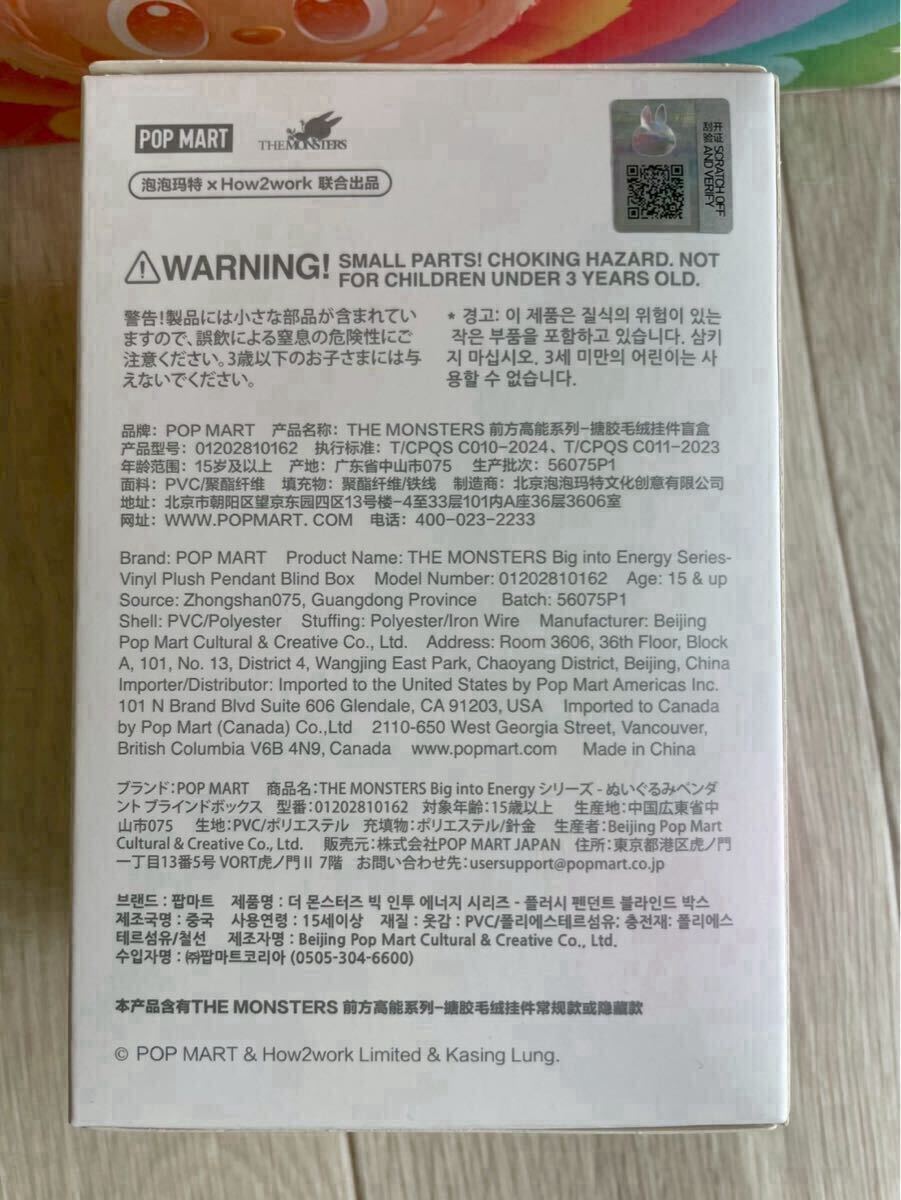 POP MART
THE MONSTERS
泡泡玛特 × How2work 联合出品
开 SCRATCH OFF
刮验 AND VERIFY
WARNING! SMALL PARTS! CHOKING HAZARD. NOT
FOR CHILDREN UNDER 3 YEARS OLD.
警告!製品には小さな部品が含まれてい
ますので、誤飲による窒息の危険性にご
注意ください。3歳以下のお子さまには与
えないでください。
* 경고: 이 제품은 질식의 위험이 있는
작은 부품을 포함하고 있습니다. 삼키
지 마십시오. 3세 미만의 어린이는 사
용할 수 없습니다.
品牌: POP MART 产品名称: THE MONSTERS 前方高能系列-搪胶毛绒挂件盲盒
产品型号: 01202810162 执行标准: T/CPQS C010-2024、T/CPQS C011-2023
年龄范围: 15岁及以上 产地: 广东省中山市075 生产批次: 56075P1
面料: PVC/聚酯纤维 填充物: 聚酯纤维/铁线 制造商: 北京泡泡玛特文化创意有限公司
地址: 北京市朝阳区望京东园四区13号楼-4至33层101内A座36层3606室
网址: WWW.POPMART.COM 电话: 400-023-2233
Brand: POP MART Product Name: THE MONSTERS Big into Energy Series-
Vinyl Plush Pendant Blind Box Model Number: 01202810162 Age: 15 & up
Source: Zhongshan075, Guangdong Province Batch: 56075P1
Shell: PVC/Polyester Stuffing: Polyester/Iron Wire Manufacturer: Beijing
Pop Mart Cultural & Creative Co., Ltd. Address: Room 3606, 36th Floor, Block
A, 101, No. 13, District 4, Wangjing East Park, Chaoyang District, Beijing, China
Importer/Distributor: Imported to the United States by Pop Mart Americas Inc.
101 N Brand Blvd Suite 606 Glendale, CA 91203, USA Imported to Canada
by Pop Mart (Canada) Co.,Ltd 2110-650 West Georgia Street, Vancouver,
British Columbia V6B 4N9, Canada www.popmart.com Made in China
ブランド:POP MART 商品名:THE MONSTERS Big into Energy シリーズ - ぬいぐるみペンダ
ント ブラインドボックス 型番:01202810162 対象年齢:15歳以上 生産地:中国広東省中
山市075 生地:PVC/ポリエステル 充填物:ポリエステル/針金 生産者:Beijing Pop Mart
Cultural & Creative Co., Ltd. 販売元:株式会社POP MART JAPAN 住所:東京都港区虎ノ門
一丁目13番5号 VORT虎ノ門Ⅱ 7階 お問い合わせ先:usersupport@popmart.co.jp
브랜드 : 팝마트 제품명 : 더 몬스터즈 빅 인투 에너지 시리즈 - 플러시 펜던트 블라인드 박스
제조국명 : 중국 사용연령 : 15세이상 재질 : 옷감 : PVC/폴리에스테르섬유; 충전재: 폴리에스
테르섬유/철선 제조자명 : Beijing Pop Mart Cultural & Creative Co., Ltd.
수입자명 : ㈜팝마트코리아 (0505-304-6600)
本产品含有THE MONSTERS 前方高能系列-搪胶毛绒挂件常规款或隐藏款
© POP MART & How2work Limited & Kasing Lung.